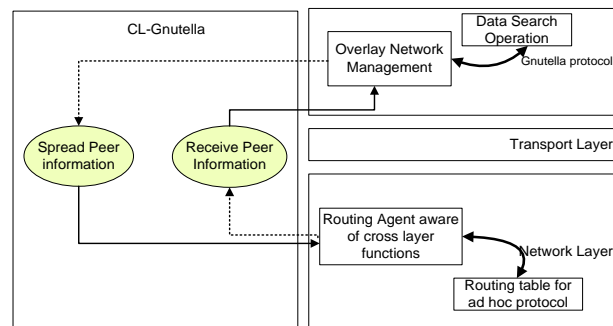 CL-Gnutella
Data Search
Operation
Overlay Network
Management
Gnutella protocol
Spread Peer
information
Receive Peer
Information
Transport Layer
Routing Agent aware
of cross layer
functions
Network Layer
Routing table for
ad hoc protocol